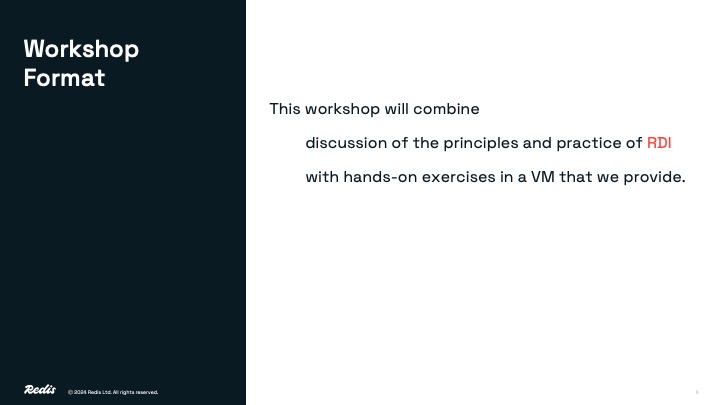 Workshop
Format
This workshop will combine
discussion of the principles and practice of RDI
with hands-on exercises in a VM that we provide.
Redis
© 2024 Redis Ltd. All rights reserved.